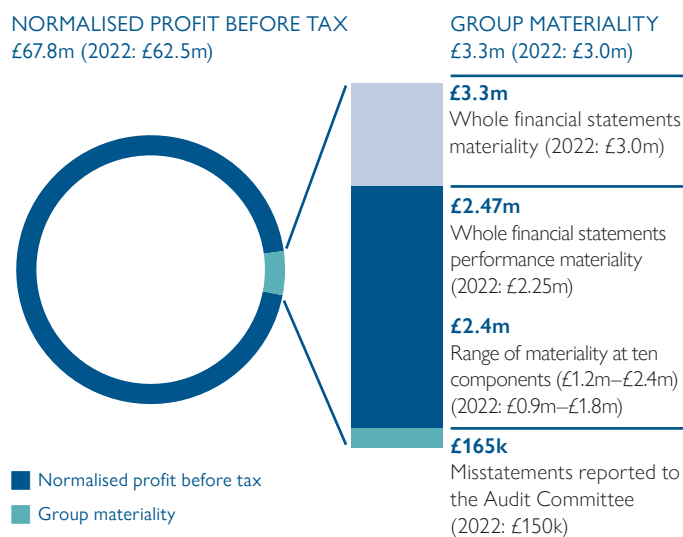 NORMALISED PROFIT BEFORE TAX
£67.8m (2022: £62.5m)
GROUP MATERIALITY
£3.3m (2022: £3.0m)
£3.3m
Whole financial statements
materiality (2022: £3.0m)
£2.47m
Whole financial statements
performance materiality
(2022: £2.25m)
£2.4m
Range of materiality at ten
components (£1.2m–£2.4m)
(2022: £0.9m–£1.8m)
£165k
Misstatements reported to
the Audit Committee
(2022: £150k)
Normalised profit before tax
Group materiality